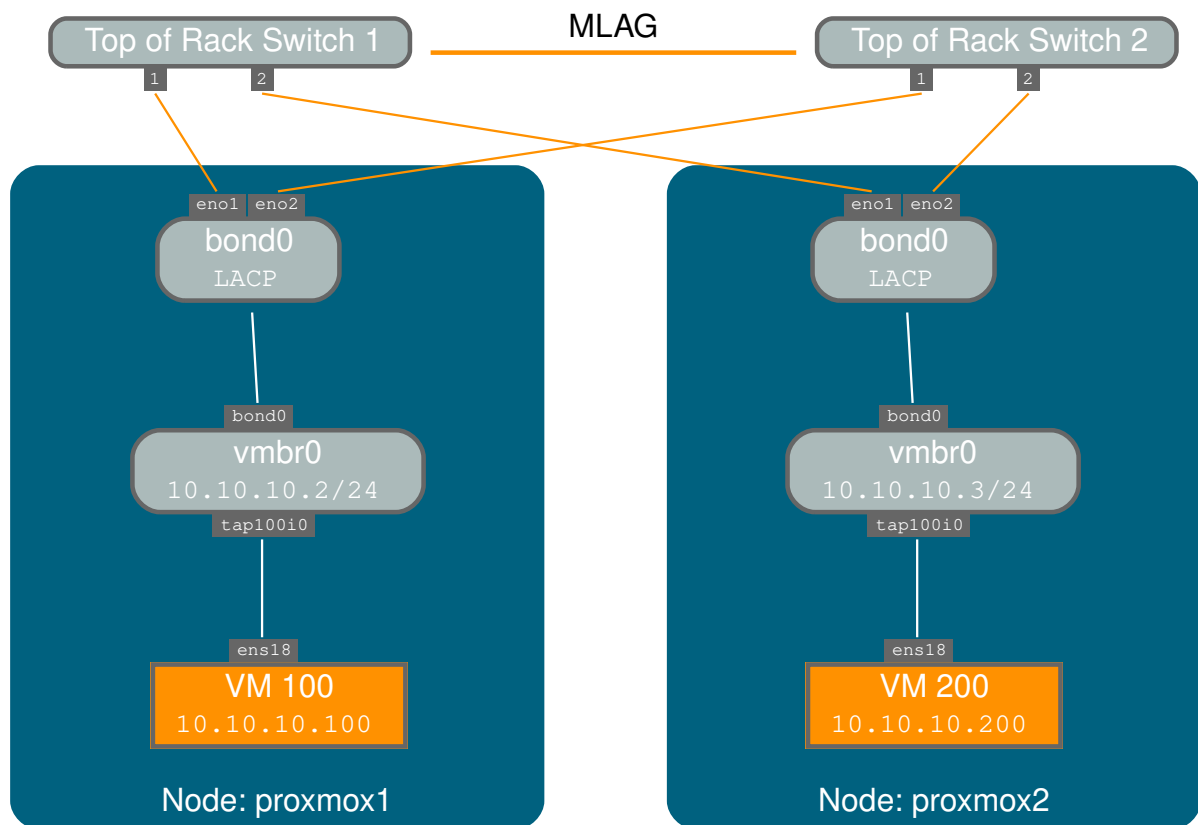 MLAG
Top of Rack Switch 1
Top of Rack Switch 2
1 2
1 2
eno1 eno2
bond0
LACP
bond0
vmbr0
10.10.10.2/24
tap100i0
ens18
VM 100
10.10.10.100
Node: proxmox1
eno1 eno2
bond0
LACP
bond0
vmbr0
10.10.10.3/24
tap100i0
ens18
VM 200
10.10.10.200
Node: proxmox2